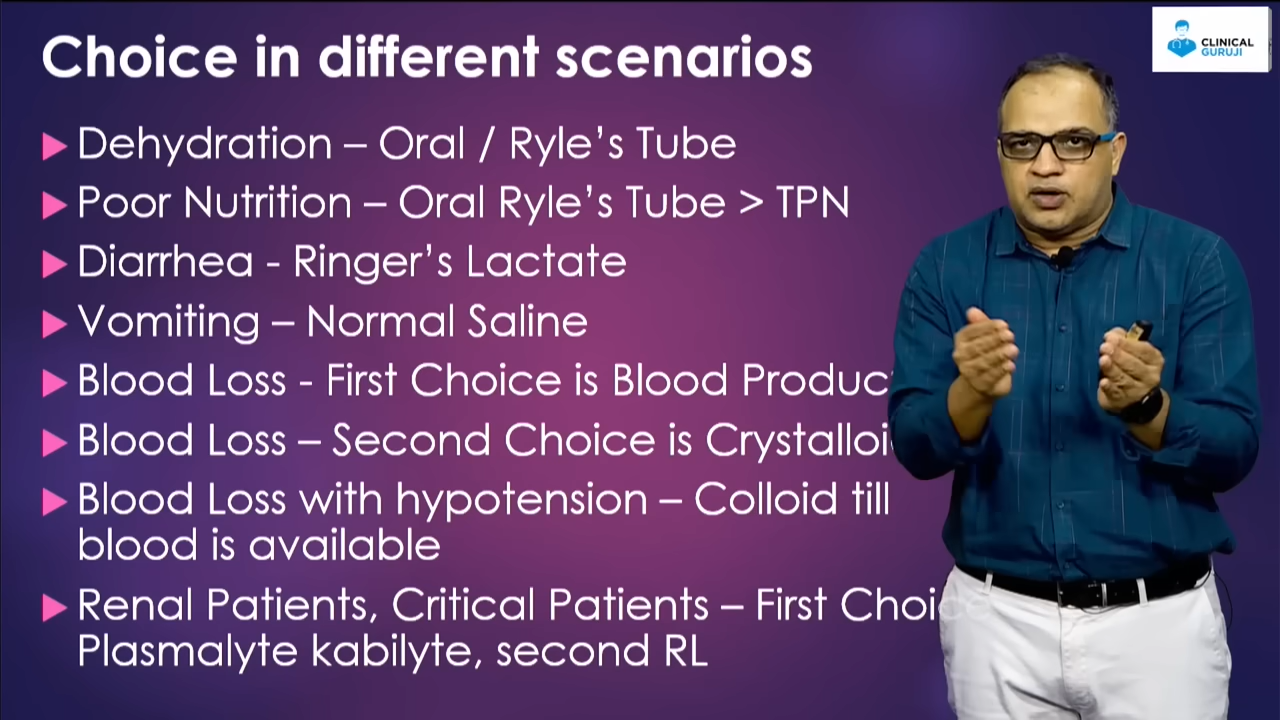 Choice in different scenarios
CLINICAL
GURUJI
Dehydration – Oral / Ryle's Tube
Poor Nutrition – Oral Ryle's Tube > TPN
Diarrhea - Ringer's Lactate
Vomiting – Normal Saline
Blood Loss - First Choice is Blood
Blood Loss – Second Choice is
Blood Loss with hypotension – Colloid till
blood is available
Renal Patients, Critical Patients – First Choice
Plasmalyte kabilyte, second RL